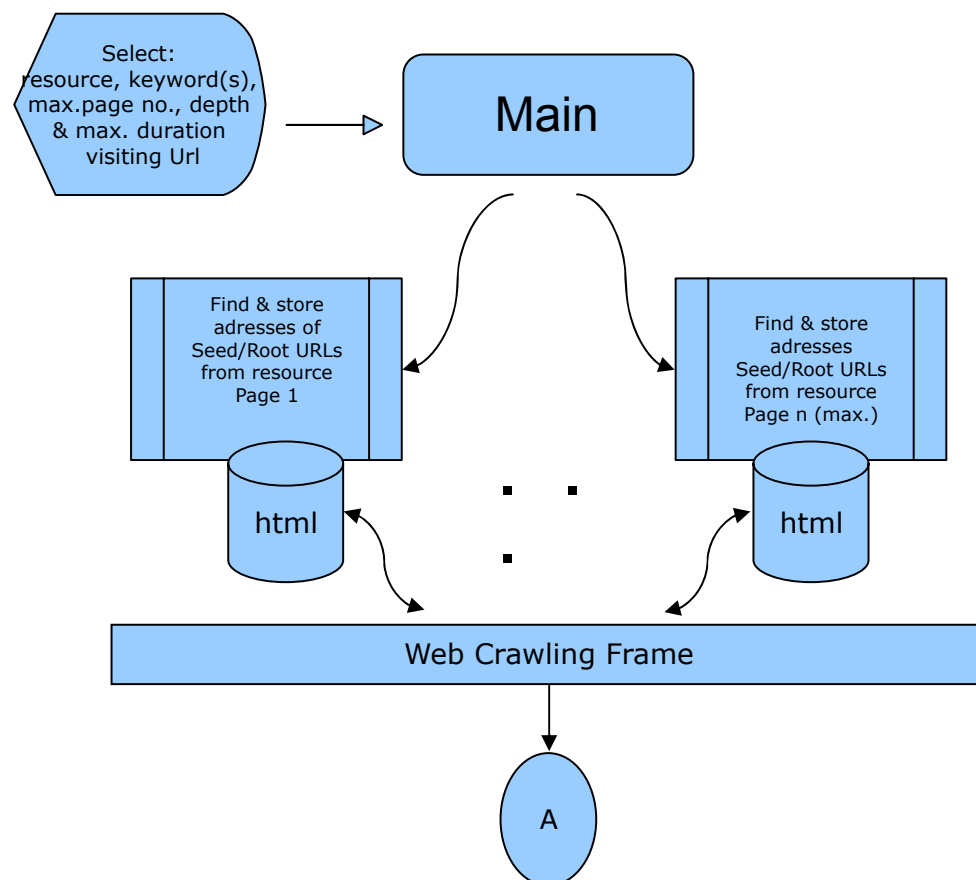 Select:
resource, keyword(s),
max.page no., depth
& max. duration
visiting Url
Main
Find & store
adresses of
Seed/Root URLs
from resource
Page 1
Find & store
adresses
Seed/Root URLs
from resource
Page n (max.)
html
html
Web Crawling Frame
A